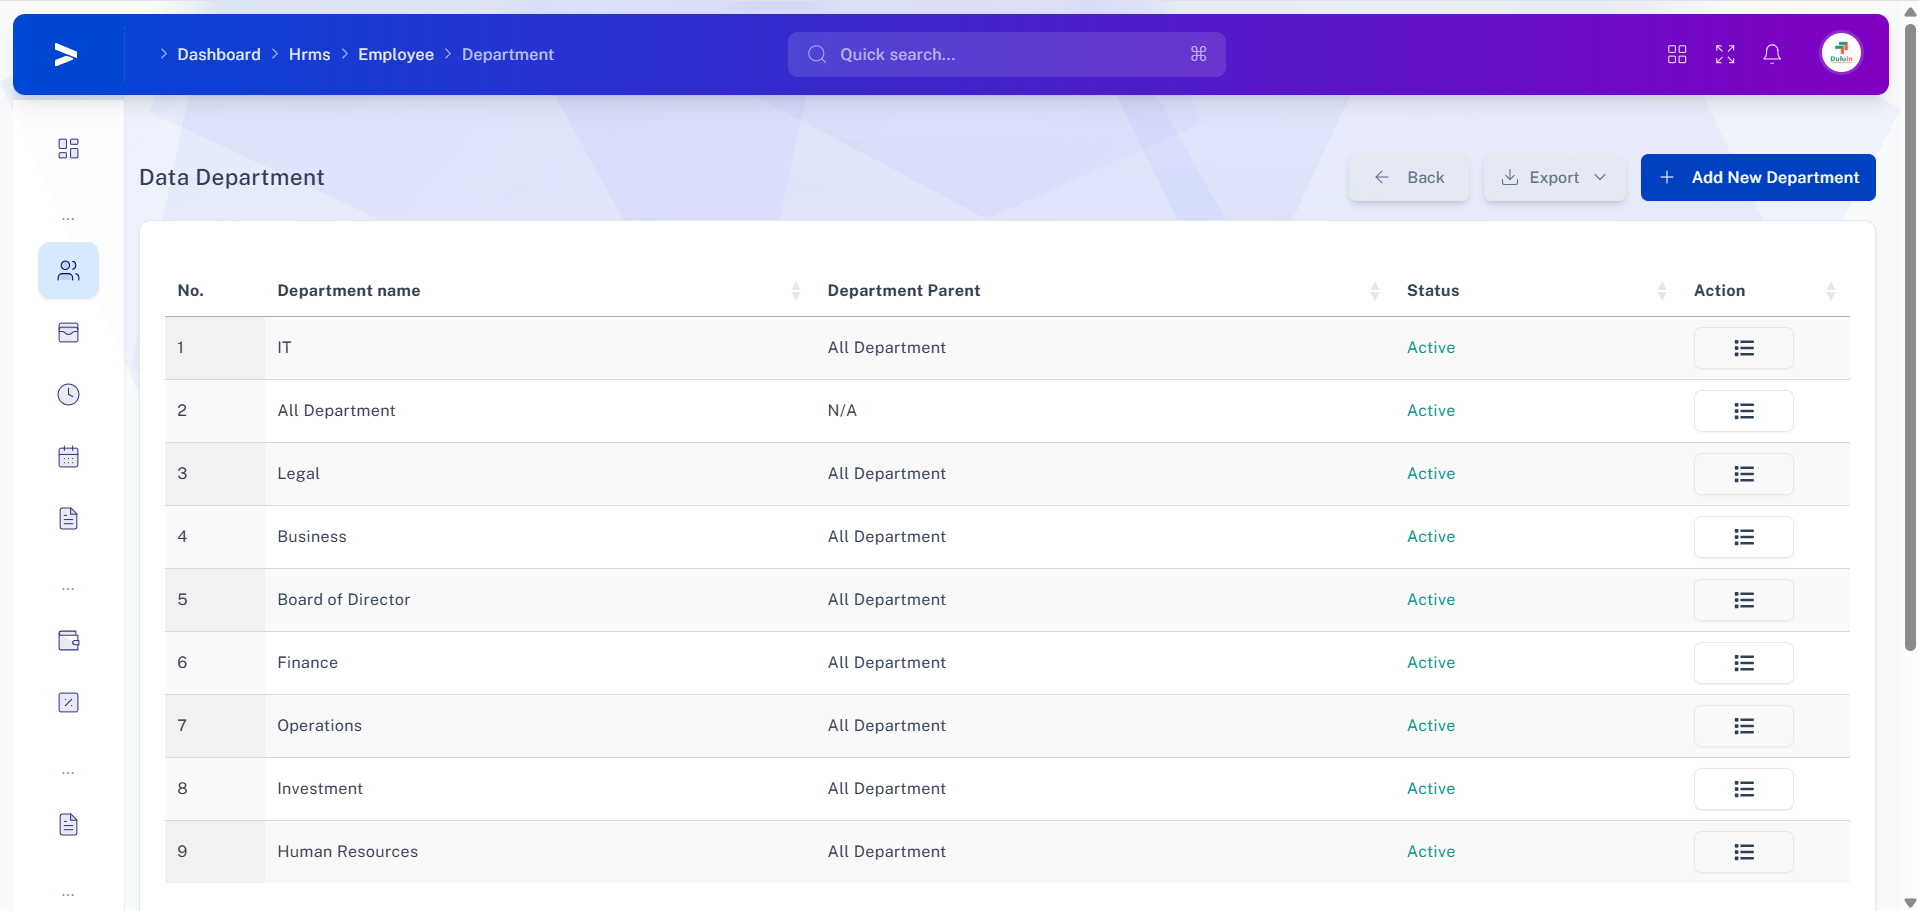 Dashboard Hrms Employee Department
Quick search...
Duluin
Data Department
Back
Export
Add New Department
No. Department name Department Parent Status Action
1 IT All Department Active
2 All Department N/A Active
3 Legal All Department Active
4 Business All Department Active
5 Board of Director All Department Active
6 Finance All Department Active
7 Operations All Department Active
8 Investment All Department Active
9 Human Resources All Department Active